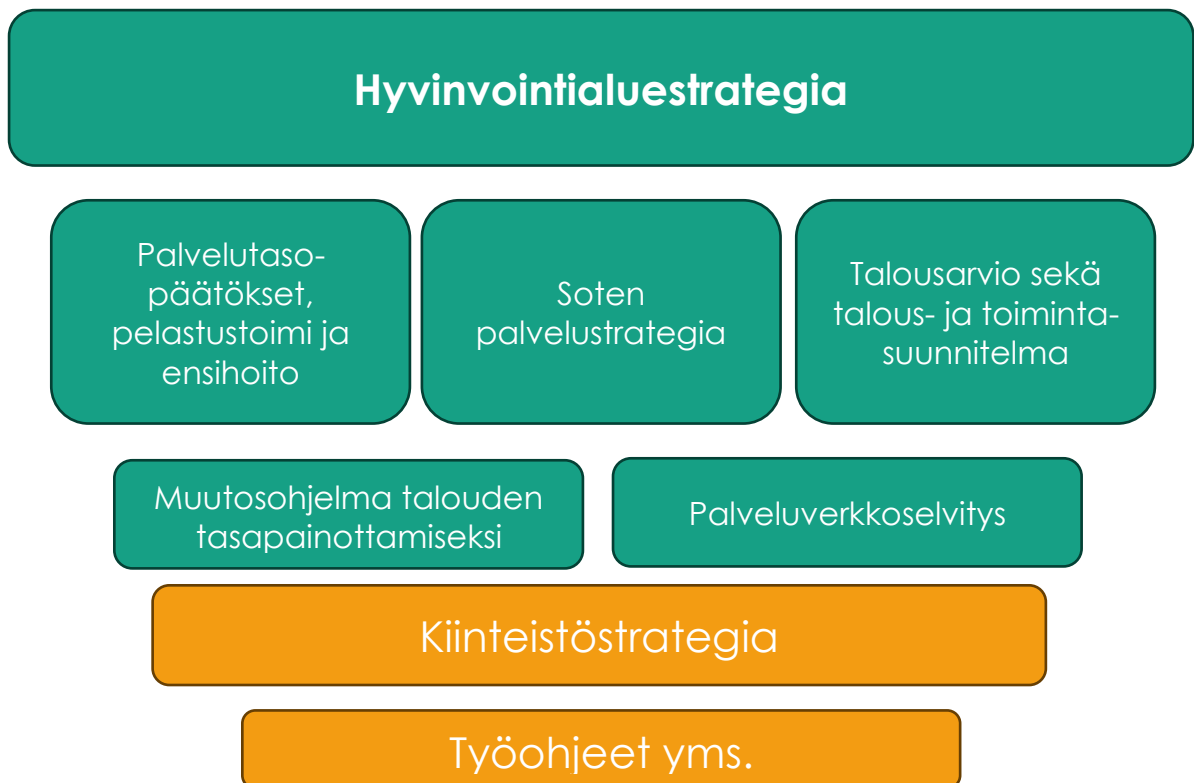 Hyvinvointialuestrategia
Palvelutaso-
päätökset,
pelastustoimi ja
ensihoito
Soten
palvelustrategia
Talousarvio sekä
talous- ja toiminta-
suunnitelma
Muutosohjelma talouden
tasapainottamiseksi
Palveluverkkoselvitys
Kiinteistöstrategia
Työohjeet yms.